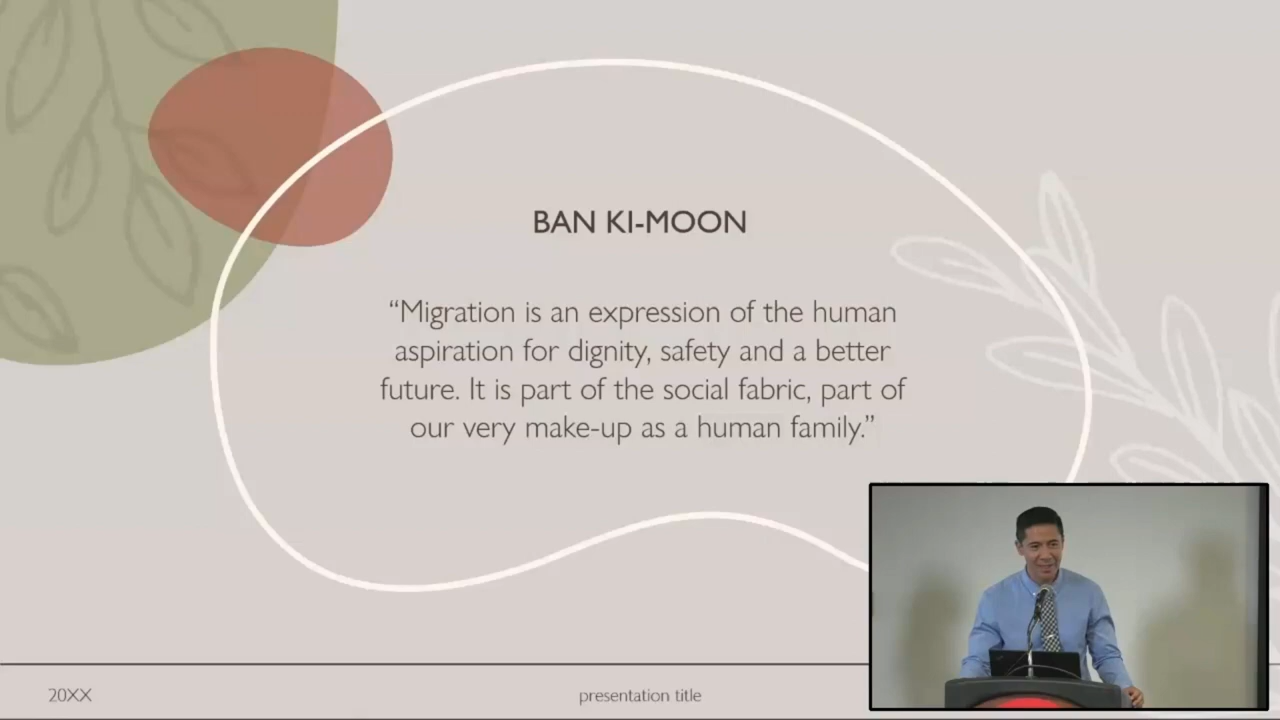 BAN KI-MOON
“Migration is an expression of the human
aspiration for dignity, safety and a better
future. It is part of the social fabric, part of
our very make-up as a human family.”
20XX
presentation title